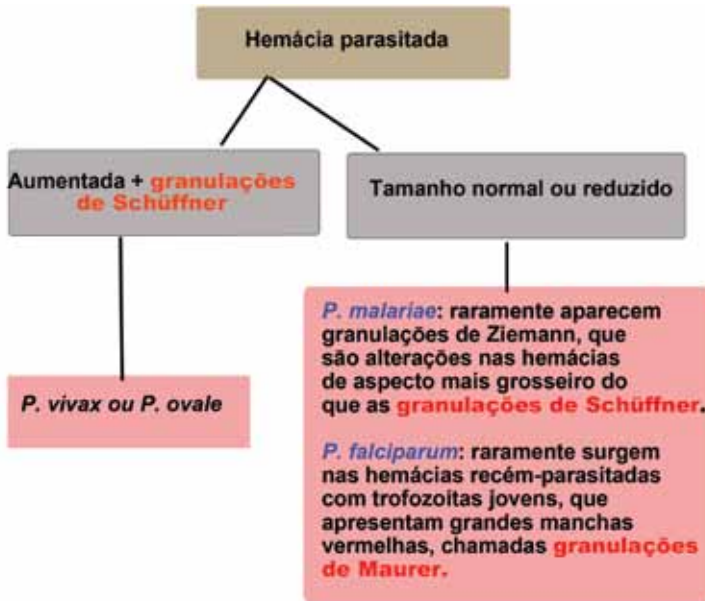 Hemácia parasitada
Aumentada + granulações
de Schüffner
Tamanho normal ou reduzido
P. vivax ou P. ovale
P. malariae: raramente aparecem
granulações de Ziemann, que
são alterações nas hemácias
de aspecto mais grosseiro do
que as granulações de Schüffner.
P. falciparum: raramente surgem
nas hemácias recém-parasitadas
com trofozoitas jovens, que
apresentam grandes manchas
vermelhas, chamadas granulações
de Maurer.